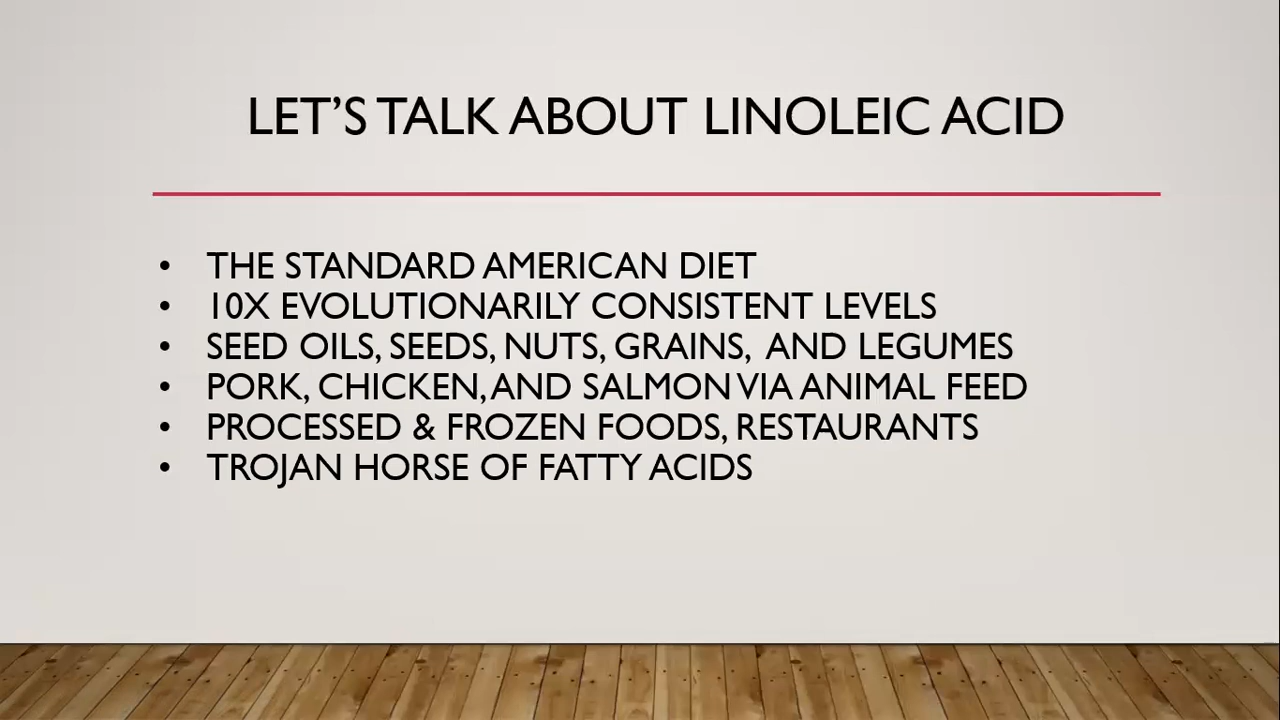 LET'S TALK ABOUT LINOLEIC ACID
• THE STANDARD AMERICAN DIET
• 10X EVOLUTIONARILY CONSISTENT LEVELS
• SEED OILS, SEEDS, NUTS, GRAINS, AND LEGUMES
• PORK, CHICKEN, AND SALMON VIA ANIMAL FEED
• PROCESSED & FROZEN FOODS, RESTAURANTS
• TROJAN HORSE OF FATTY ACIDS